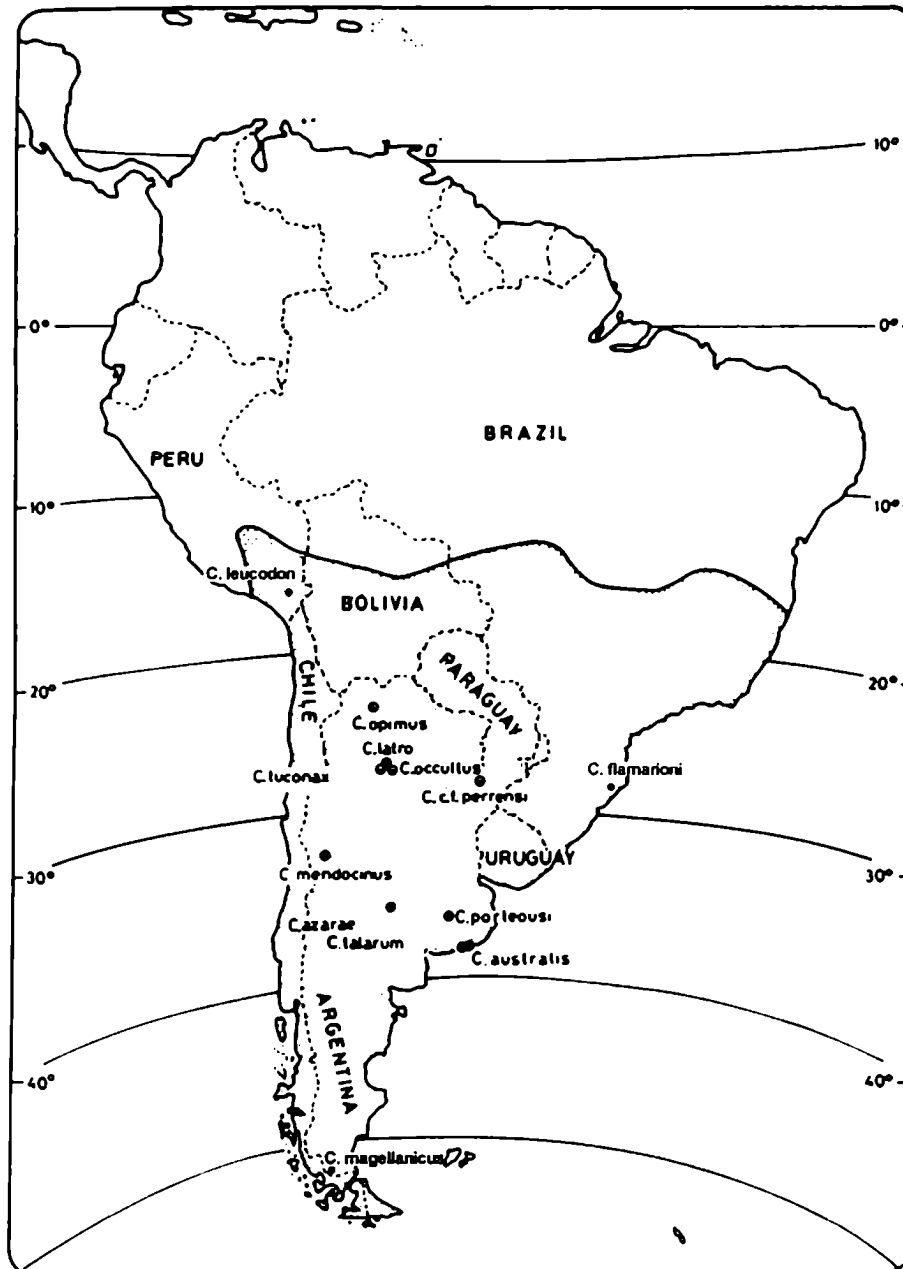 10°
0°
0°
BRAZIL
PERU
10°
10°
C. leucodon
BOLIVIA
PARAGUAY
CHILE
20°
20°
C.opimus
C.latro
C.luconax
C.occultus
C. flamarioni
C.c.f.perrensi
URUGUAY
C.mendocinus
30°
30°
C.azarae
C.porteousi
C.talarum
C.australis
ARGENTINA
40°
40°
C. magellanicus